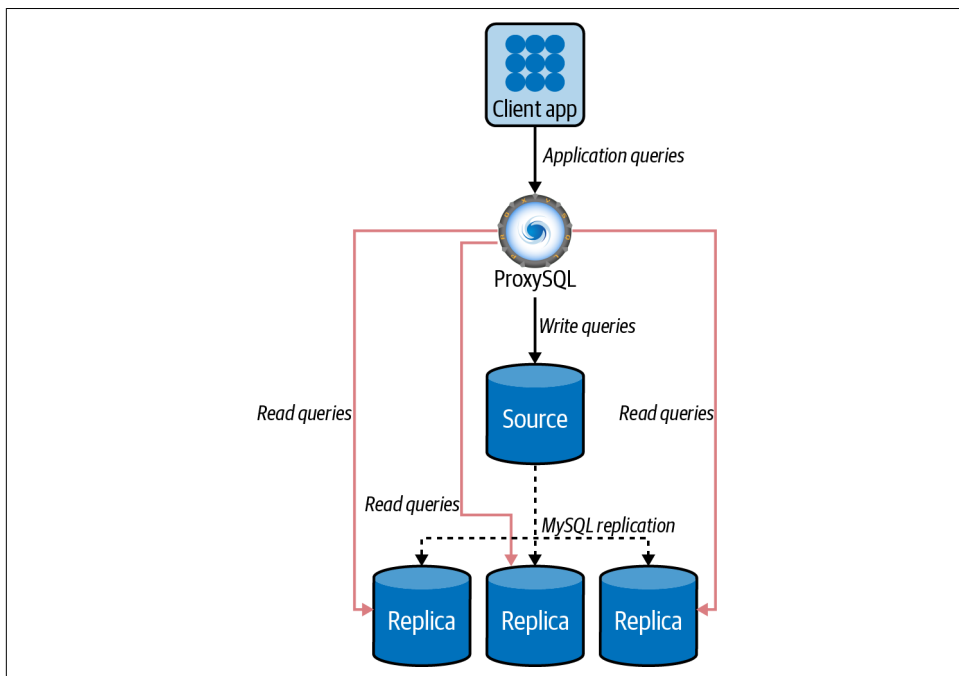 Client app
Application queries
ProxySQL
Write queries
Source
Read queries
Read queries
Read queries
MySQL replication
Replica
Replica
Replica